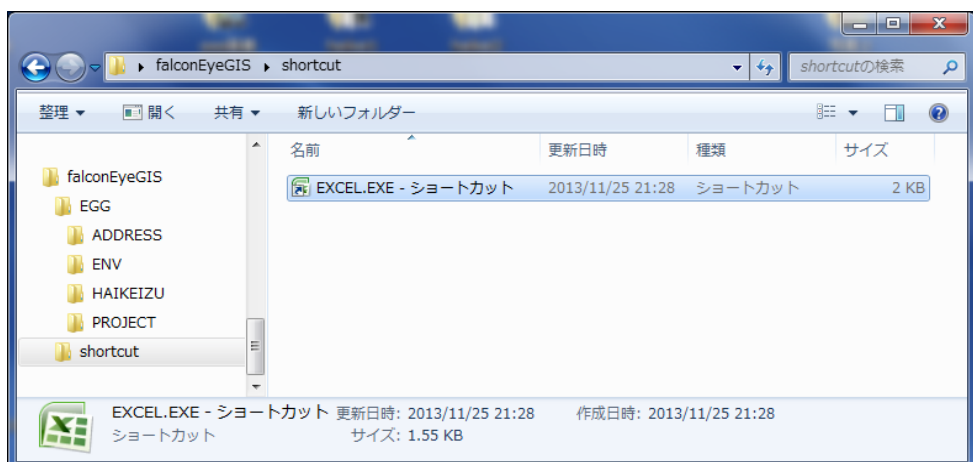 falconEyeGIS ▸ shortcut
shortcutの検索
整理 ▼ 開く 共有 ▼ 新しいフォルダー
名前 更新日時 種類 サイズ
EXCEL.EXE - ショートカット 2013/11/25 21:28 ショートカット 2 KB
falconEyeGIS
EGG
ADDRESS
ENV
HAIKEIZU
PROJECT
shortcut
EXCEL.EXE - ショートカット 更新日時: 2013/11/25 21:28 作成日時: 2013/11/25 21:28
ショートカット サイズ: 1.55 KB